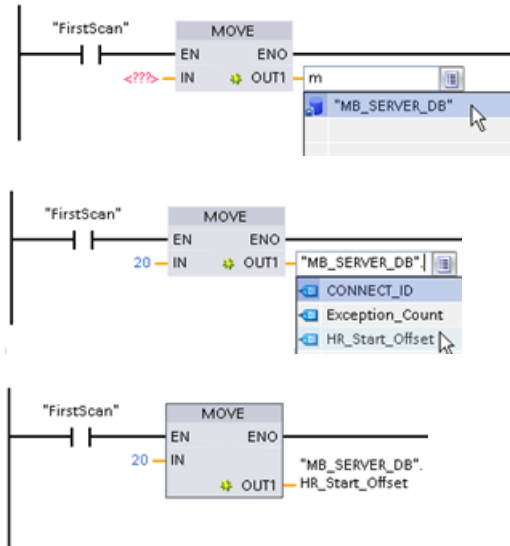 "FirstScan"
MOVE
EN ENO
<???> IN OUT1 m
"MB_SERVER_DB"
"FirstScan"
MOVE
EN ENO
20 IN OUT1 "MB_SERVER_DB".
CONNECT_ID
Exception_Count
HR_Start_Offset
"FirstScan"
MOVE
EN ENO
20 IN
"MB_SERVER_DB".
OUT1 HR_Start_Offset